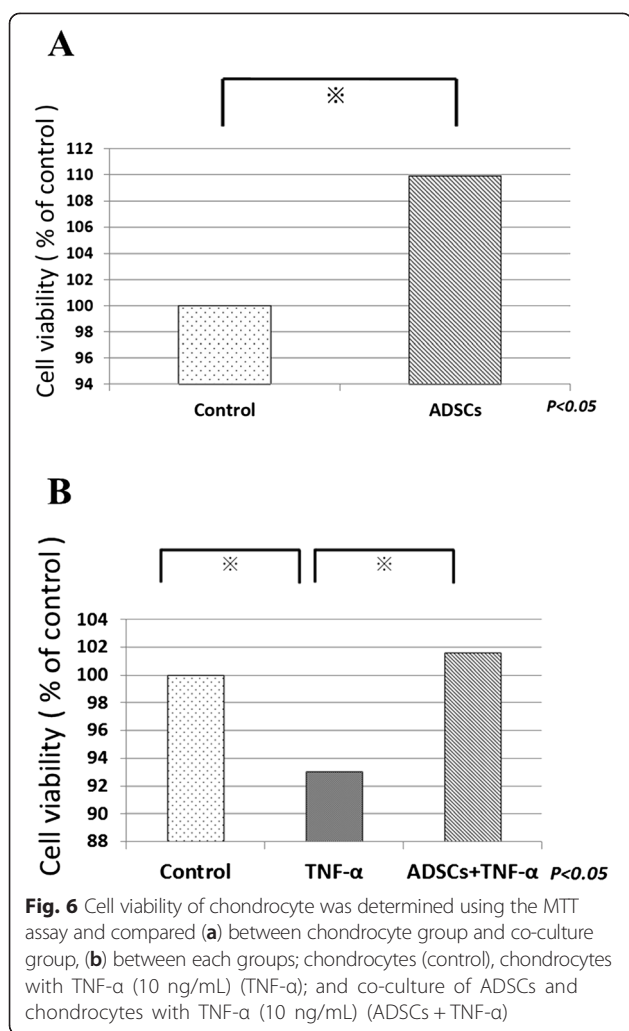 A
※
Cell viability ( % of control )
112
110
108
106
104
102
100
98
96
94
Control ADSCs P<0.05
B
※ ※
Cell viability ( % of control )
104
102
100
98
96
94
92
90
88
Control TNF-α ADSCs+TNF-α P<0.05
Fig. 6 Cell viability of chondrocyte was determined using the MTT
assay and compared (a) between chondrocyte group and co-culture
group, (b) between each groups; chondrocytes (control), chondrocytes
with TNF-α (10 ng/mL) (TNF-α); and co-culture of ADSCs and
chondrocytes with TNF-α (10 ng/mL) (ADSCs + TNF-α)